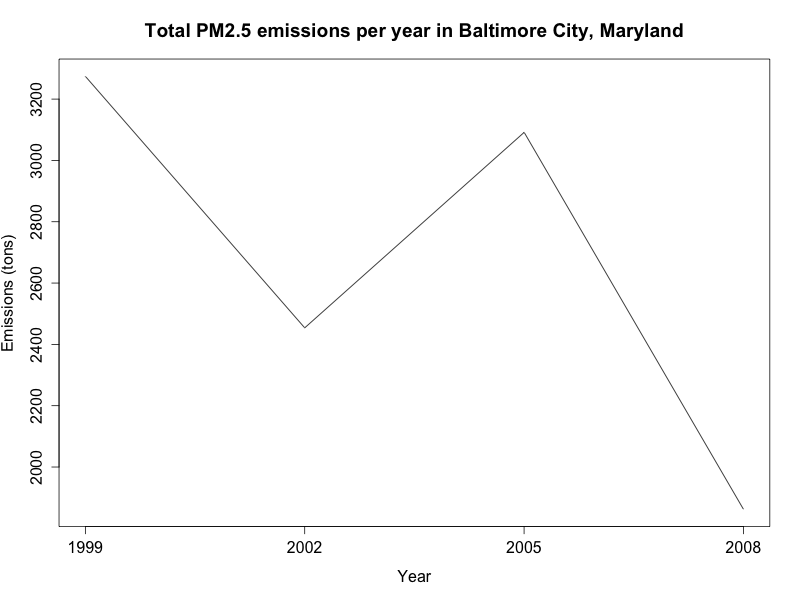 Total PM2.5 emissions per year in Baltimore City, Maryland
Emissions (tons)
3200
3000
2800
2600
2400
2200
2000
1999 2002 2005 2008
Year